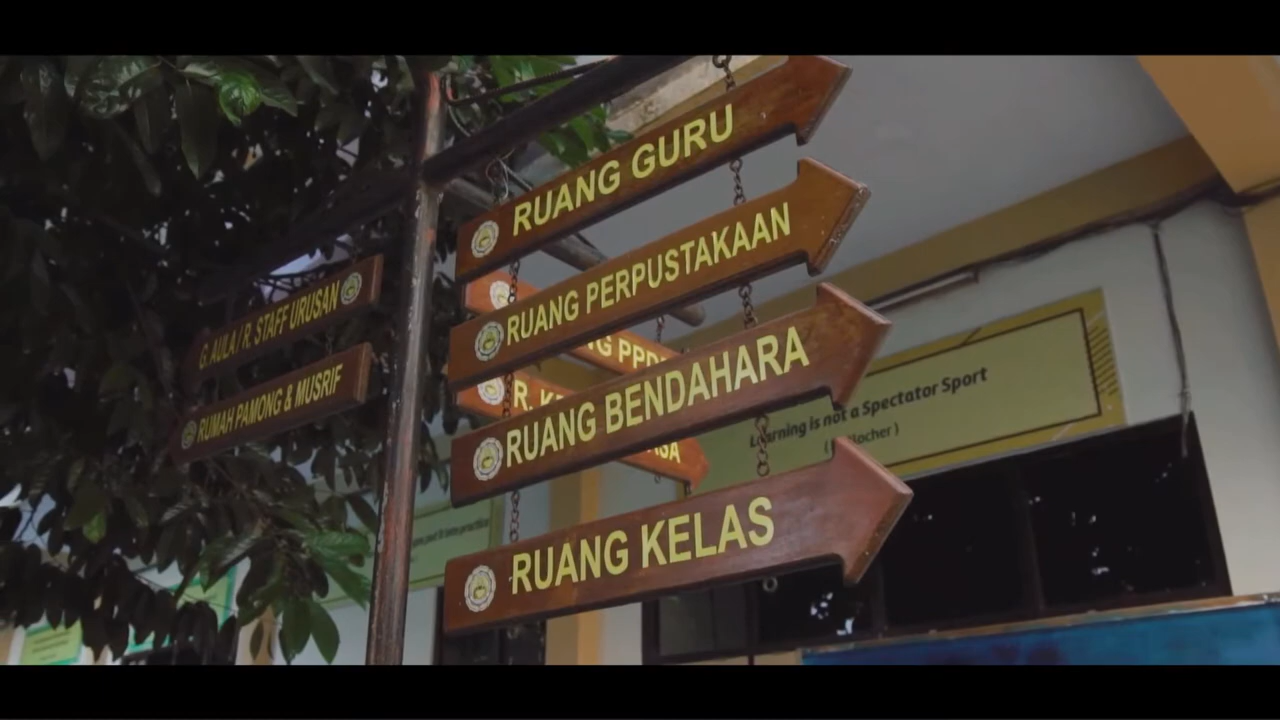 RUANG GURU
RUANG PERPUSTAKAAN
RUANG BENDAHARA
RUANG KELAS
G. AULA / R. STAFF URUSAN
RUMAH PAMONG & MUSRIF
R.
Learning is not a Spectator Sport